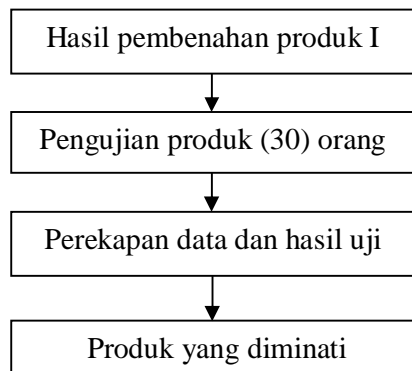 Hasil pembenahan produk I
Pengujian produk (30) orang
Perekapan data dan hasil uji
Produk yang diminati